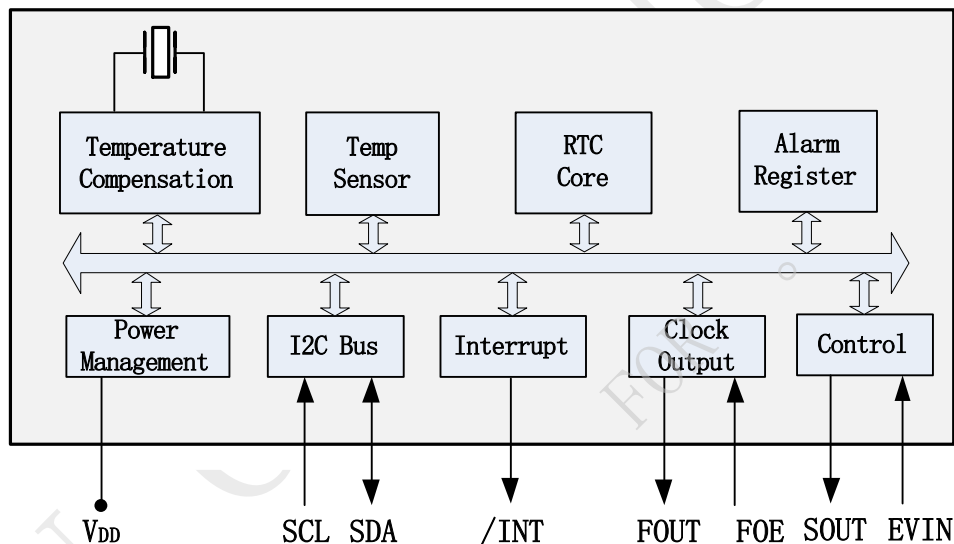 Temperature
Compensation
Temp
Sensor
RTC
Core
Alarm
Register
Power
Management
I2C Bus
Interrupt
Clock
Output
Control
FOR
VDD
SCL
SDA
/INT
FOUT
FOE
SOUT
EVIN